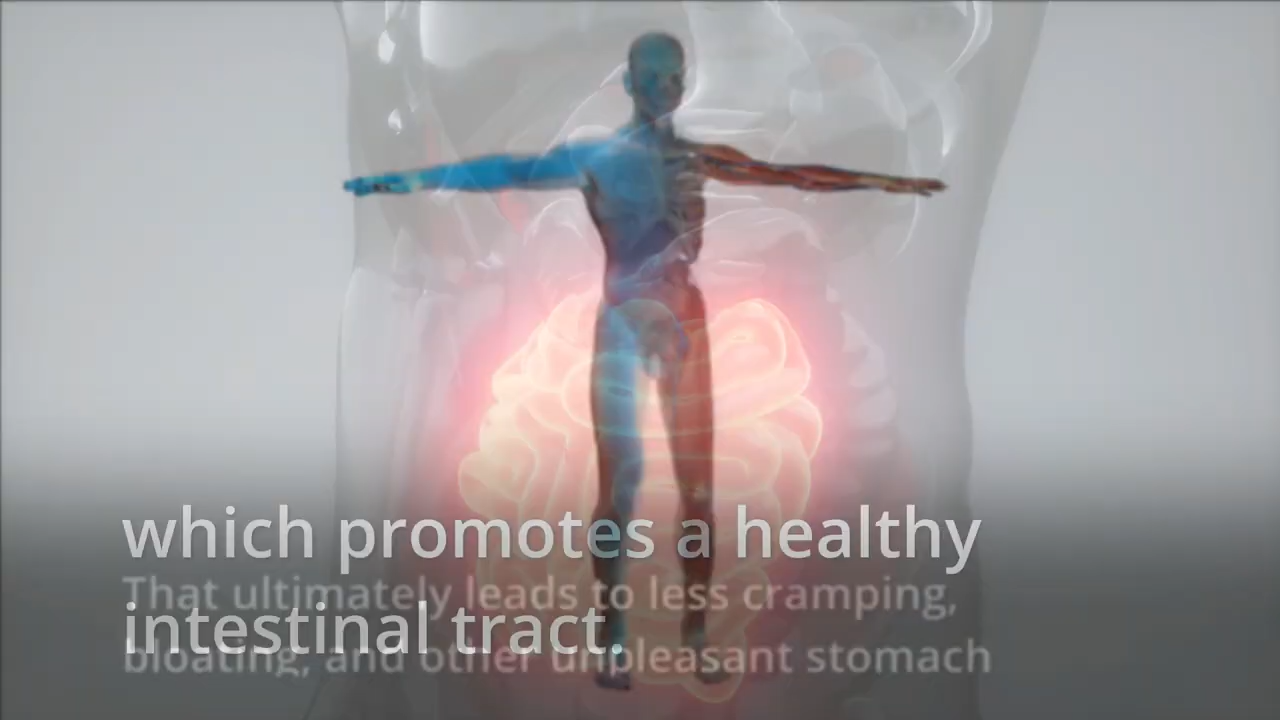 which promotes a healthy
That ultimately leads to less cramping,
intestinal tract.
bloating, and other unpleasant stomach